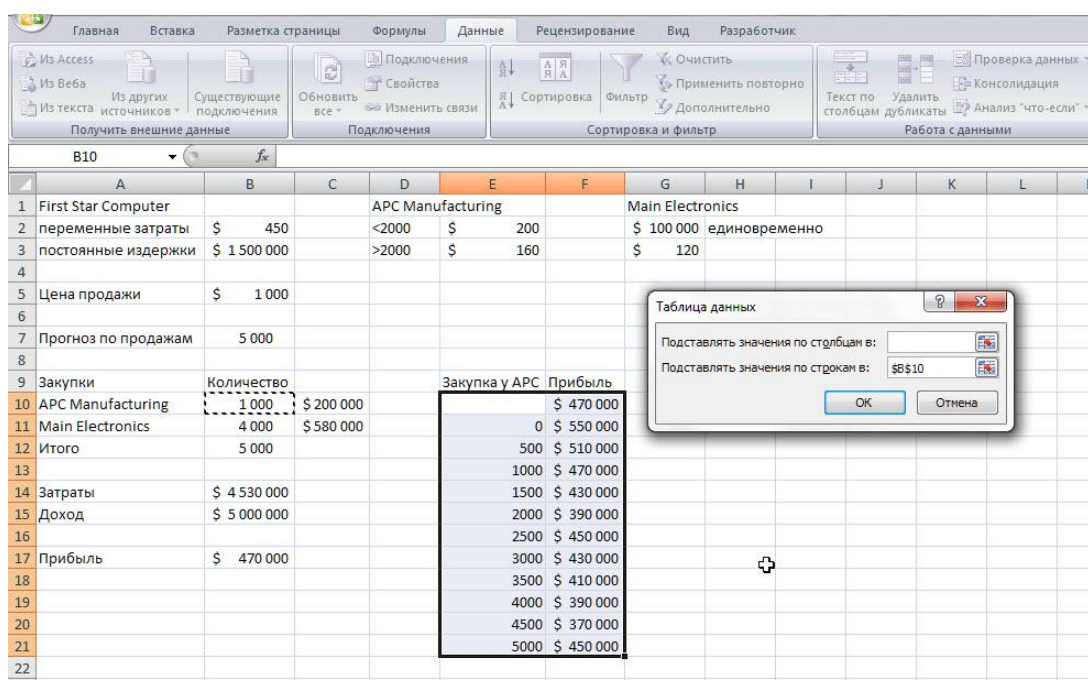 Главная Вставка Разметка страницы Формулы Данные Рецензирование Вид Разработчик
Из Access
Из Веба
Из текста
Из других источников
Существующие подключения
Получить внешние данные
Обновить все
Подключения
Свойства
Изменить связи
Подключения
Сортировка
Фильтр
Очистить
Применить повторно
Дополнительно
Сортировка и фильтр
Текст по столбцам
Удалить дубликаты
Проверка данных
Консолидация
Анализ "что-если"
Работа с данными
B10 fx
A B C D E F G H I J K L
1 First Star Computer APC Manufacturing Main Electronics
2 переменные затраты $ 450 <2000 $ 200 $ 100 000 единовременно
3 постоянные издержки $ 1 500 000 >2000 $ 160 $ 120
4
5 Цена продажи $ 1 000
6
7 Прогноз по продажам 5 000
8
9 Закупки Количество Закупка у APC Прибыль
10 APC Manufacturing 1 000 $ 200 000 $ 470 000
11 Main Electronics 4 000 $ 580 000 0 $ 550 000
12 Итого 5 000 500 $ 510 000
13 1000 $ 470 000
14 Затраты $ 4 530 000 1500 $ 430 000
15 Доход $ 5 000 000 2000 $ 390 000
16 2500 $ 450 000
17 Прибыль $ 470 000 3000 $ 430 000
18 3500 $ 410 000
19 4000 $ 390 000
20 4500 $ 370 000
21 5000 $ 450 000
22
Таблица данных
Подставлять значения по столбцам в:
Подставлять значения по строкам в: $B$10
ОК Отмена